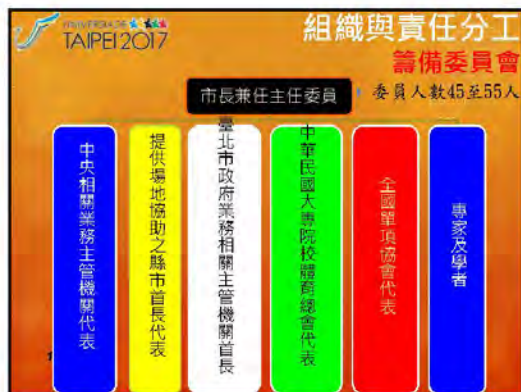 UNIVERSIADE
TAIPEI 2017
組織與責任分工
籌備委員會
市長兼任主任委員
委員人數45至55人
中央相關業務主管機關代表
提供場地協助之縣市首長代表
臺北市政府業務相關主管機關首長
中華民國大專院校體育總會代表
全國單項協會代表
專家及學者